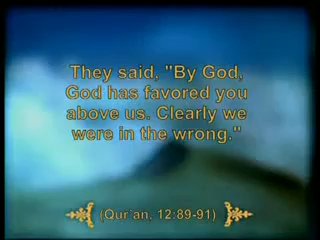 They said, "By God,
God has favored you
above us. Clearly we
were in the wrong."
(Qur'an, 12:89-91)